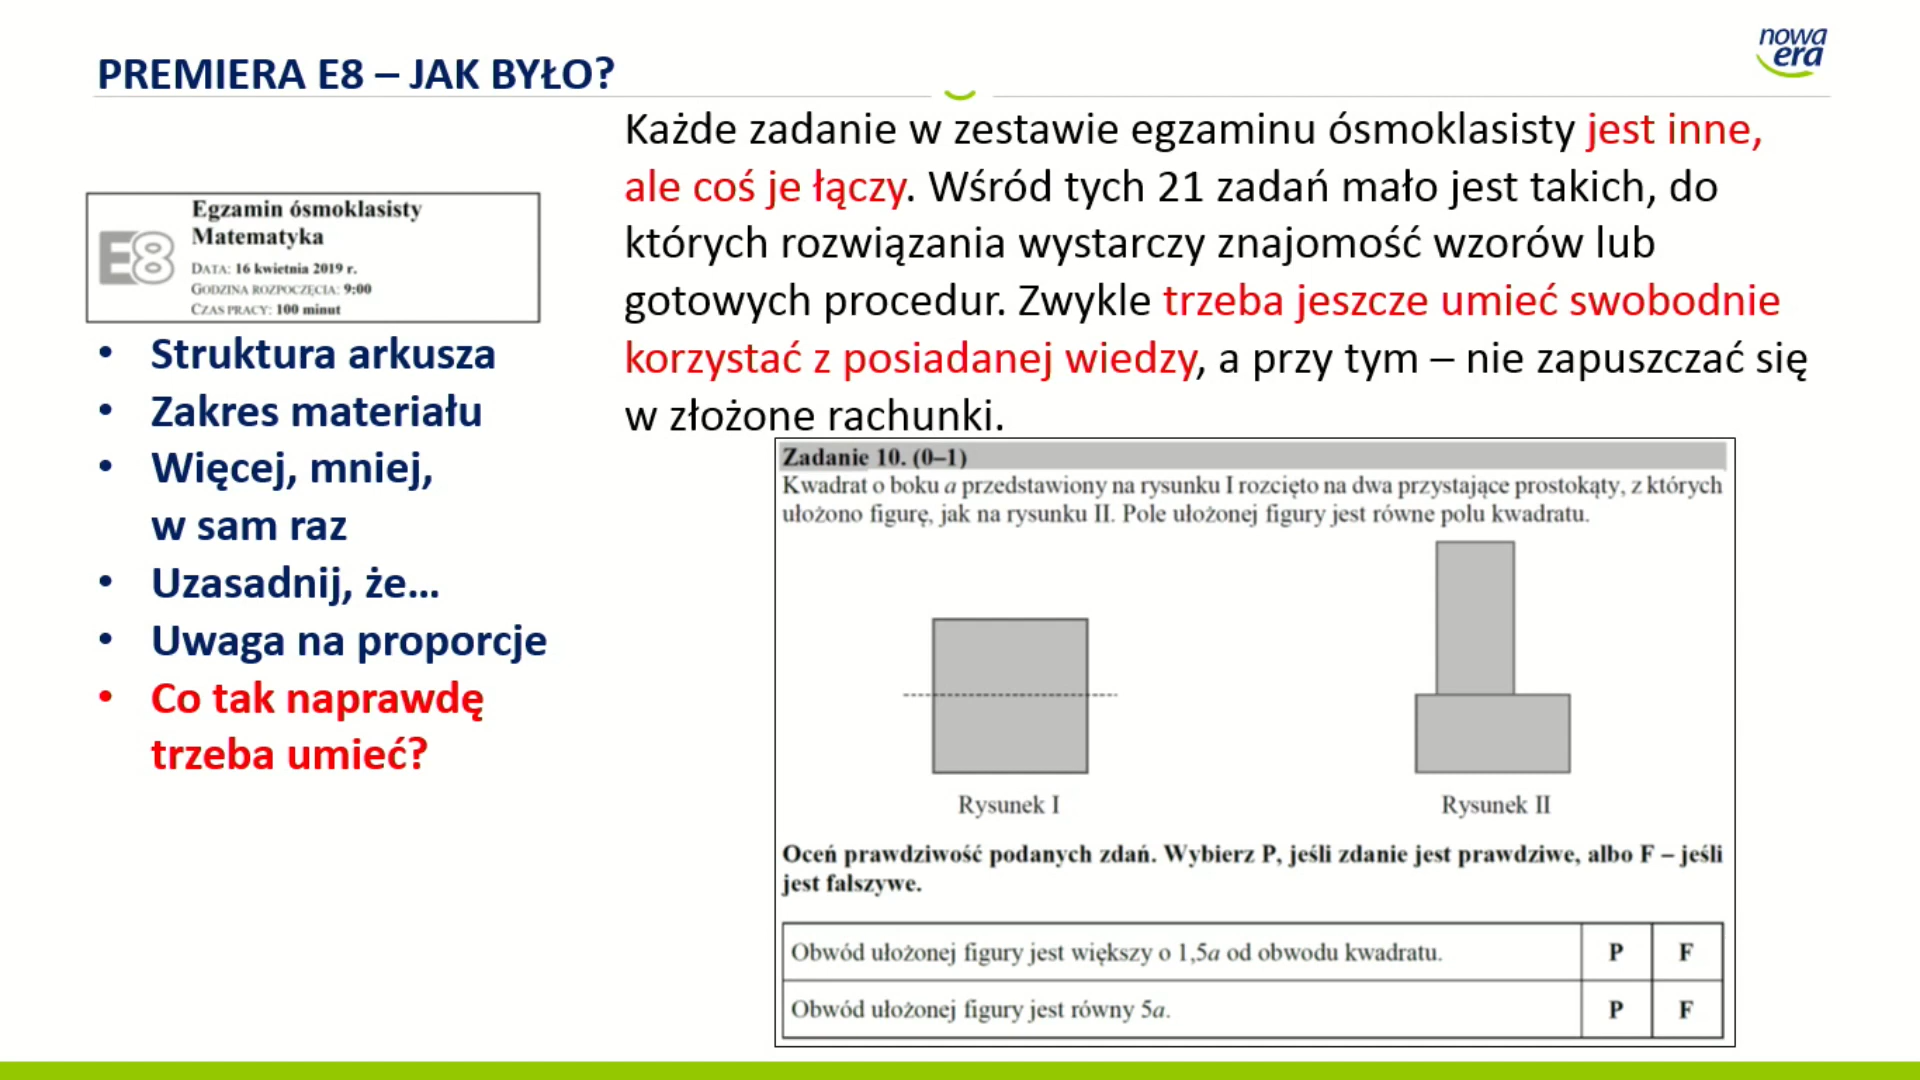 PREMIERA E8 – JAK BYŁO?
nowa
era
Każde zadanie w zestawie egzaminu ósmoklasisty jest inne,
ale coś je łączy. Wśród tych 21 zadań mało jest takich, do
których rozwiązania wystarczy znajomość wzorów lub
gotowych procedur. Zwykle trzeba jeszcze umieć swobodnie
korzystać z posiadanej wiedzy, a przy tym – nie zapuszczać się
w złożone rachunki.
E8
Egzamin ósmoklasisty
Matematyka
DATA: 16 kwietnia 2019 r.
GODZINA ROZPOCZĘCIA: 9:00
CZAS PRACY: 100 minut
• Struktura arkusza
• Zakres materiału
• Więcej, mniej,
w sam raz
• Uzasadnij, że...
• Uwaga na proporcje
• Co tak naprawdę
trzeba umieć?
Zadanie 10. (0–1)
Kwadrat o boku a przedstawiony na rysunku I rozcięto na dwa przystające prostokąty, z których
ułożono figurę, jak na rysunku II. Pole ułożonej figury jest równe polu kwadratu.
Rysunek I
Rysunek II
Oceń prawdziwość podanych zdań. Wybierz P, jeśli zdanie jest prawdziwe, albo F – jeśli
jest fałszywe.
Obwód ułożonej figury jest większy o 1,5a od obwodu kwadratu. P F
Obwód ułożonej figury jest równy 5a. P F